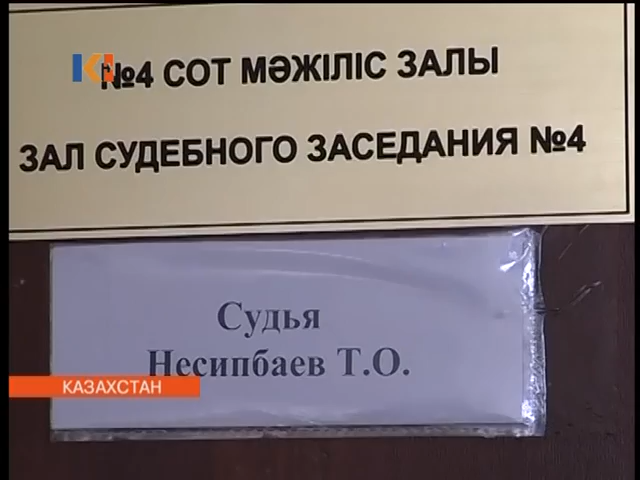 №4 СОТ МӘЖІЛІС ЗАЛЫ
ЗАЛ СУДЕБНОГО ЗАСЕДАНИЯ №4
Судья
Несипбаев Т.О.
КАЗАХСТАН